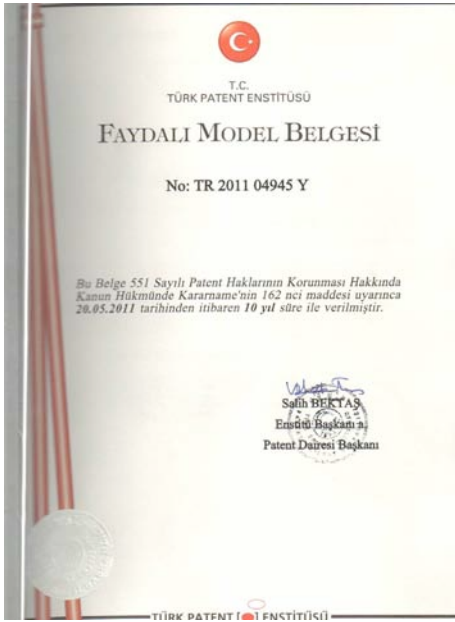 T.C.
TÜRK PATENT ENSTİTÜSÜ
FAYDALI MODEL BELGESİ
No: TR 2011 04945 Y
Bu Belge 551 Sayılı Patent Haklarının Korunması Hakkında
Kanun Hükmünde Kararname'nin 162 nci maddesi uyarınca
20.05.2011 tarihinden itibaren 10 yıl süre ile verilmiştir.
Salih BEKTAŞ
Enstitü Başkanı a.
Patent Dairesi Başkanı
TÜRK PATENT [ ] ENSTİTÜSÜ